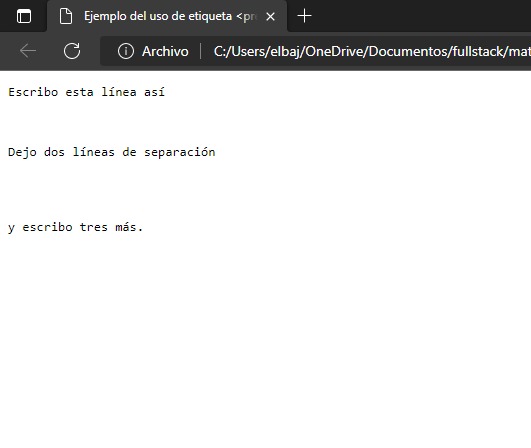 Ejemplo del uso de etiqueta <pre
Archivo
C:/Users/elbaj/OneDrive/Documentos/fullstack/mat
Escribo esta línea así
Dejo dos líneas de separación
y escribo tres más.